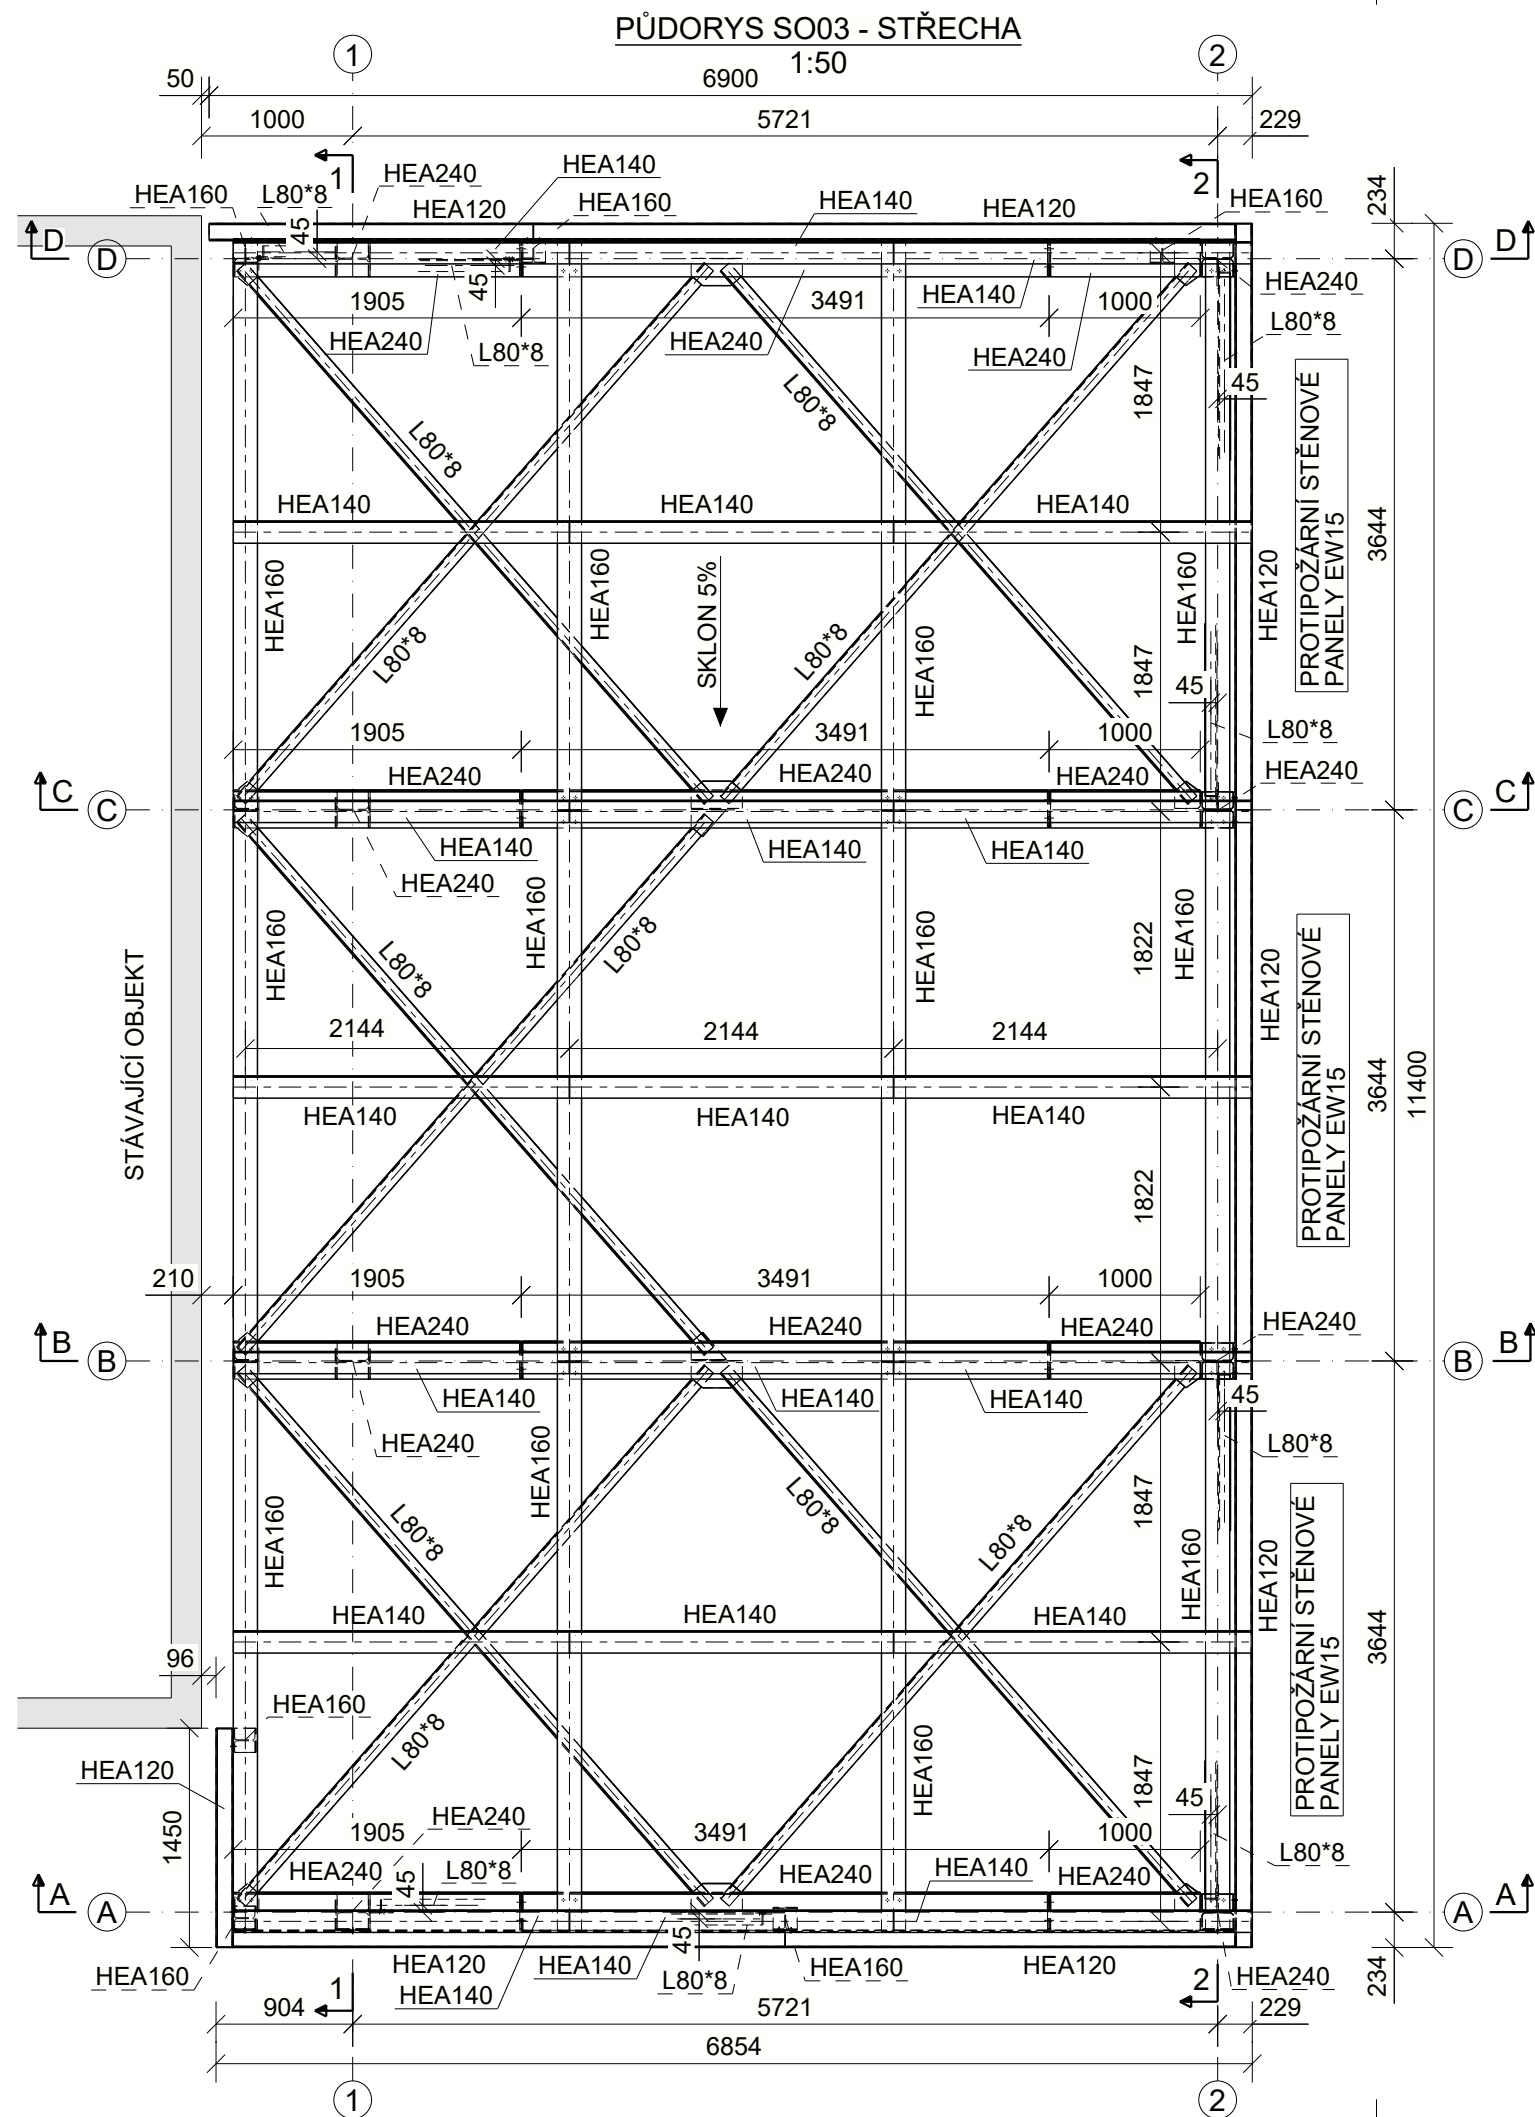 PŮDORYS SO03 - STŘECHA
1:50
1
2
50
6900
1000
5721
229
1
HEA240
HEA140
2
HEA160
L80*8
HEA120
HEA160
HEA140
HEA120
HEA160
234
D
D
45
D
D
45
1905
3491
HEA140
1000
HEA240
HEA240
L80*8
HEA240
HEA240
L80*8
45
1847
L80*8
L80*8
PROTIPOŽÁRNÍ STĚNOVÉ
PANELY EW15
HEA140
HEA140
HEA140
3644
HEA160
HEA160
SKLON 5%
HEA160
HEA160
HEA120
L80*8
L80*8
1847
45
1905
3491
1000
L80*8
HEA240
HEA240
HEA240
HEA240
C
C
C
C
HEA140
HEA140
HEA140
HEA240
HEA160
HEA160
L80*8
L80*8
HEA160
1822
HEA160
HEA120
PROTIPOŽÁRNÍ STĚNOVÉ
PANELY EW15
STÁVAJÍCÍ OBJEKT
2144
2144
2144
3644
11400
HEA140
HEA140
HEA140
1822
210
1905
3491
1000
HEA240
HEA240
HEA240
HEA240
B
B
B
B
HEA140
HEA140
HEA140
45
HEA240
L80*8
HEA160
HEA160
L80*8
L80*8
L80*8
1847
HEA160
HEA120
PROTIPOŽÁRNÍ STĚNOVÉ
PANELY EW15
HEA140
HEA140
HEA140
3644
96
HEA160
L80*8
HEA160
HEA120
1450
1847
45
HEA240
1905
3491
1000
L80*8
HEA240
L80*8
HEA240
HEA140
HEA240
45
A
A
A
A
45
HEA120
HEA140
HEA160
HEA120
HEA160
L80*8
HEA240
HEA140
1
2
234
904
5721
229
6854
1
2